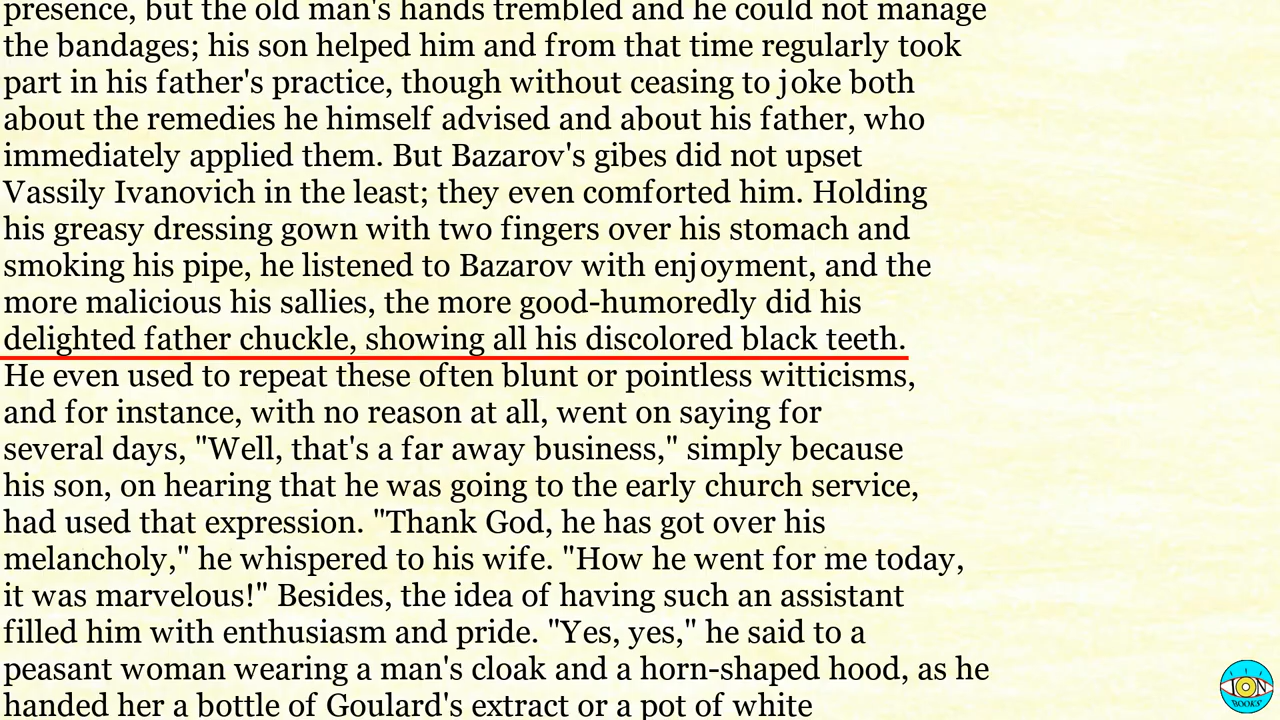 presence, but the old man's hands trembled and he could not manage
the bandages; his son helped him and from that time regularly took
part in his father's practice, though without ceasing to joke both
about the remedies he himself advised and about his father, who
immediately applied them. But Bazarov's gibes did not upset
Vassily Ivanovich in the least; they even comforted him. Holding
his greasy dressing gown with two fingers over his stomach and
smoking his pipe, he listened to Bazarov with enjoyment, and the
more malicious his sallies, the more good-humoredly did his
delighted father chuckle, showing all his discolored black teeth.
He even used to repeat these often blunt or pointless witticisms,
and for instance, with no reason at all, went on saying for
several days, "Well, that's a far away business," simply because
his son, on hearing that he was going to the early church service,
had used that expression. "Thank God, he has got over his
melancholy," he whispered to his wife. "How he went for me today,
it was marvelous!" Besides, the idea of having such an assistant
filled him with enthusiasm and pride. "Yes, yes," he said to a
peasant woman wearing a man's cloak and a horn-shaped hood, as he
handed her a bottle of Goulard's extract or a pot of white
ION
BOOKS